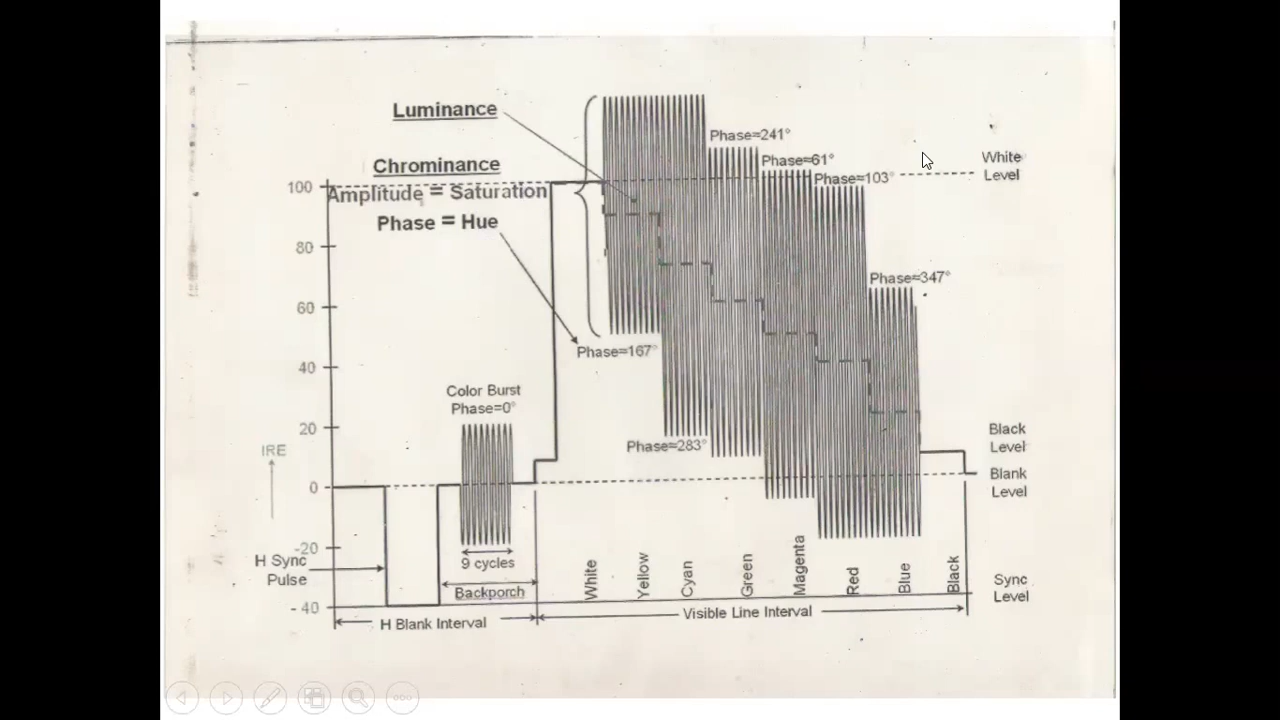 Luminance
Phase=241°
Chrominance
Phase=61°
White
Level
Phase=103°
100
Amplitude = Saturation
Phase = Hue
80
Phase=347°
60
Phase=167°
40
Color Burst
Phase=0°
20
Phase=283°
Black
Level
IRE
Blank
Level
0
-20
H Sync
Pulse
9 cycles
White
Yellow
Cyan
Green
Magenta
Red
Blue
Black
Sync
Level
Backporch
- 40
H Blank Interval
Visible Line Interval